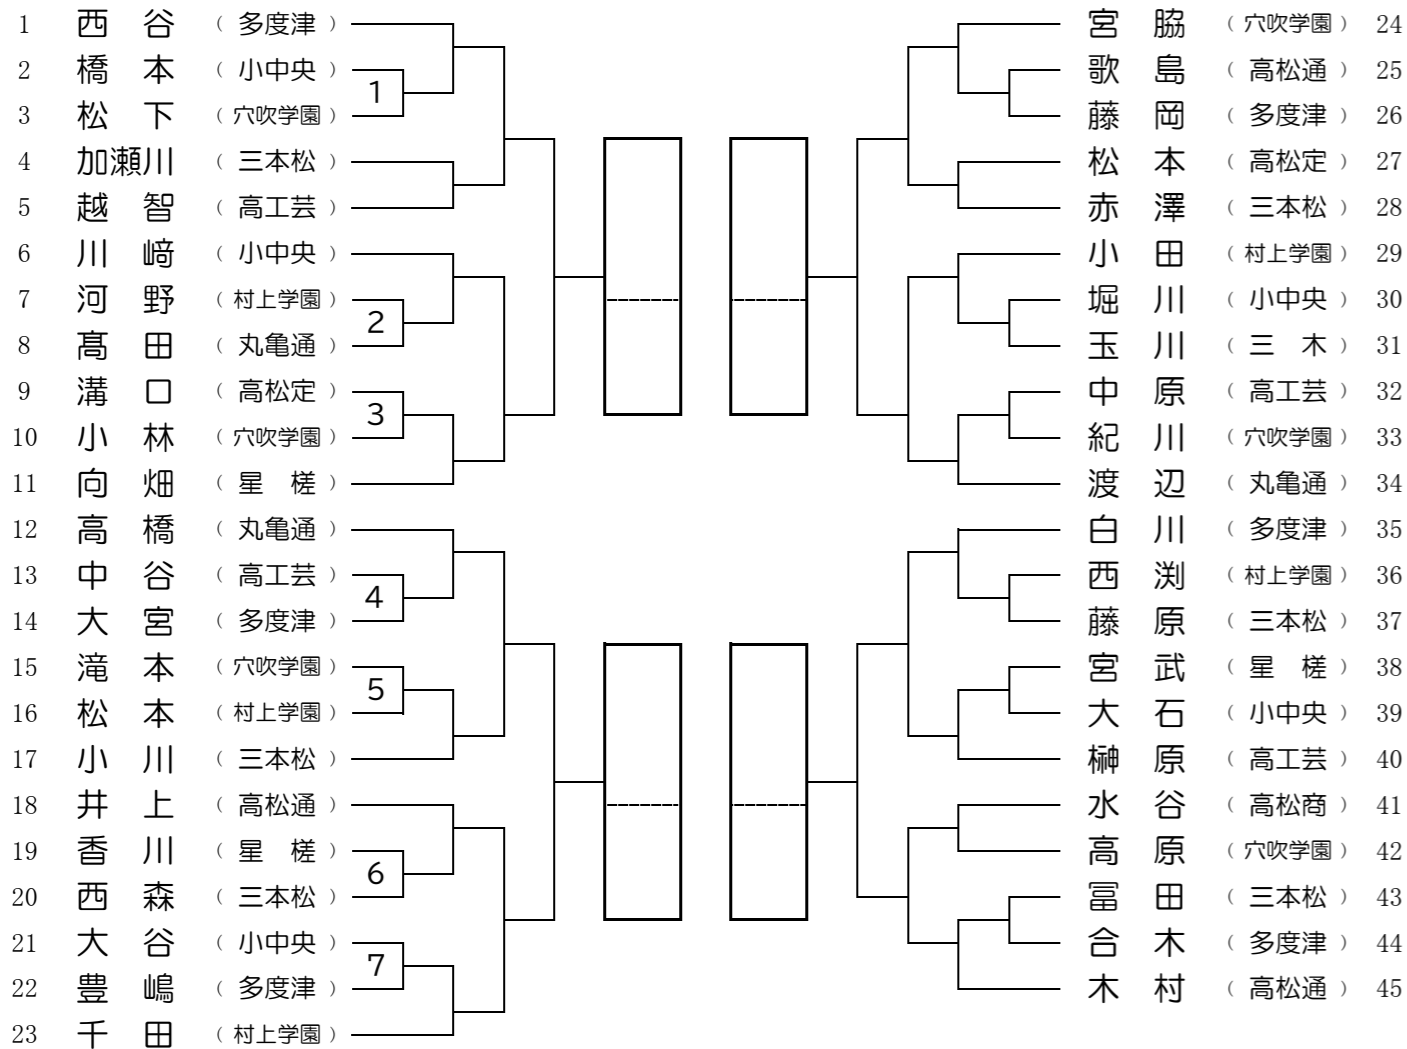 1 西 谷 （ 多度津 ）
2 橋 本 （ 小中央 ）
1
3 松 下 （ 穴吹学園 ）
4 加瀬川 （ 三本松 ）
5 越 智 （ 高工芸 ）
6 川 﨑 （ 小中央 ）
7 河 野 （ 村上学園 ）
2
8 髙 田 （ 丸亀通 ）
9 溝 口 （ 高松定 ）
3
10 小 林 （ 穴吹学園 ）
11 向 畑 （ 星 槎 ）
12 高 橋 （ 丸亀通 ）
13 中 谷 （ 高工芸 ）
4
14 大 宮 （ 多度津 ）
15 滝 本 （ 穴吹学園 ）
5
16 松 本 （ 村上学園 ）
17 小 川 （ 三本松 ）
18 井 上 （ 高松通 ）
19 香 川 （ 星 槎 ）
6
20 西 森 （ 三本松 ）
21 大 谷 （ 小中央 ）
7
22 豊 嶋 （ 多度津 ）
23 千 田 （ 村上学園 ）
宮 脇 （ 穴吹学園 ） 24
歌 島 （ 高松通 ） 25
藤 岡 （ 多度津 ） 26
松 本 （ 高松定 ） 27
赤 澤 （ 三本松 ） 28
小 田 （ 村上学園 ） 29
堀 川 （ 小中央 ） 30
玉 川 （ 三 木 ） 31
中 原 （ 高工芸 ） 32
紀 川 （ 穴吹学園 ） 33
渡 辺 （ 丸亀通 ） 34
白 川 （ 多度津 ） 35
西 渕 （ 村上学園 ） 36
藤 原 （ 三本松 ） 37
宮 武 （ 星 槎 ） 38
大 石 （ 小中央 ） 39
榊 原 （ 高工芸 ） 40
水 谷 （ 高松商 ） 41
高 原 （ 穴吹学園 ） 42
冨 田 （ 三本松 ） 43
合 木 （ 多度津 ） 44
木 村 （ 高松通 ） 45